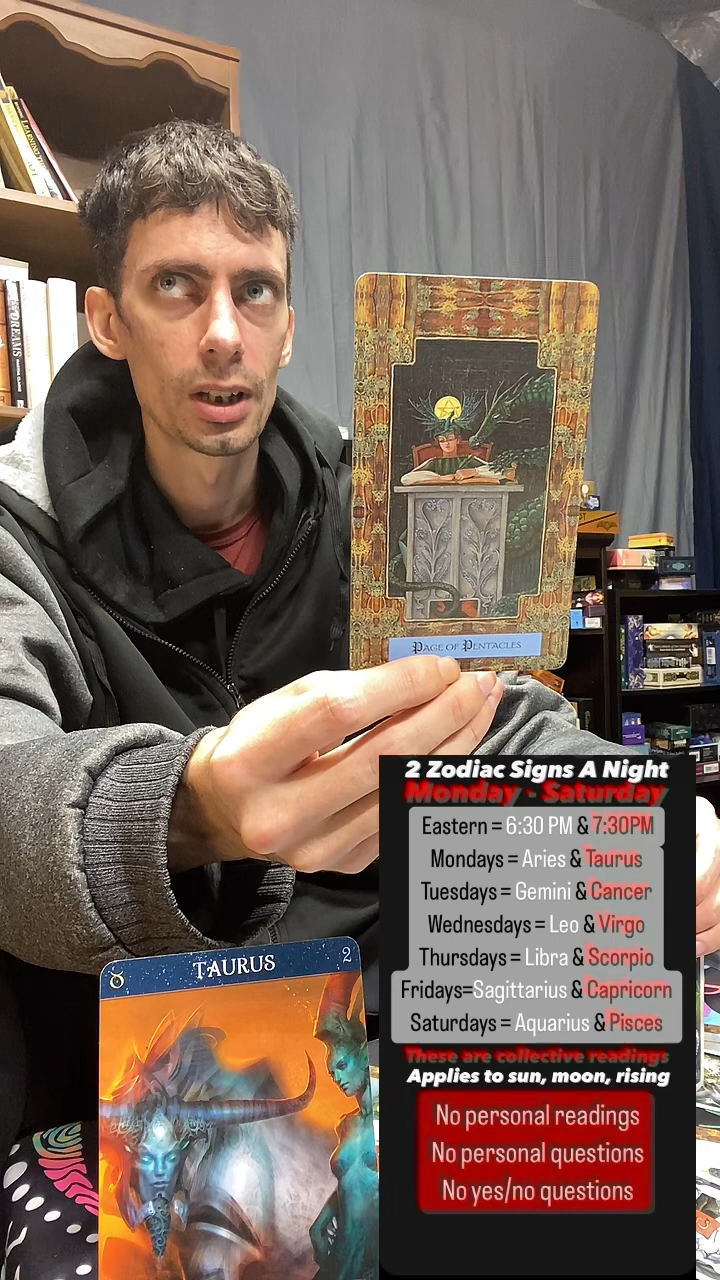 DREAMS
PAGE OF PENTACLES
2 Zodiac Signs A Night
Monday - Saturday
Eastern = 6:30 PM & 7:30PM
Mondays = Aries & Taurus
Tuesdays = Gemini & Cancer
Wednesdays = Leo & Virgo
Thursdays = Libra & Scorpio
Fridays=Sagittarius & Capricorn
Saturdays = Aquarius & Pisces
These are collective readings
Applies to sun, moon, rising
No personal readings
No personal questions
No yes/no questions
♉ TAURUS 2